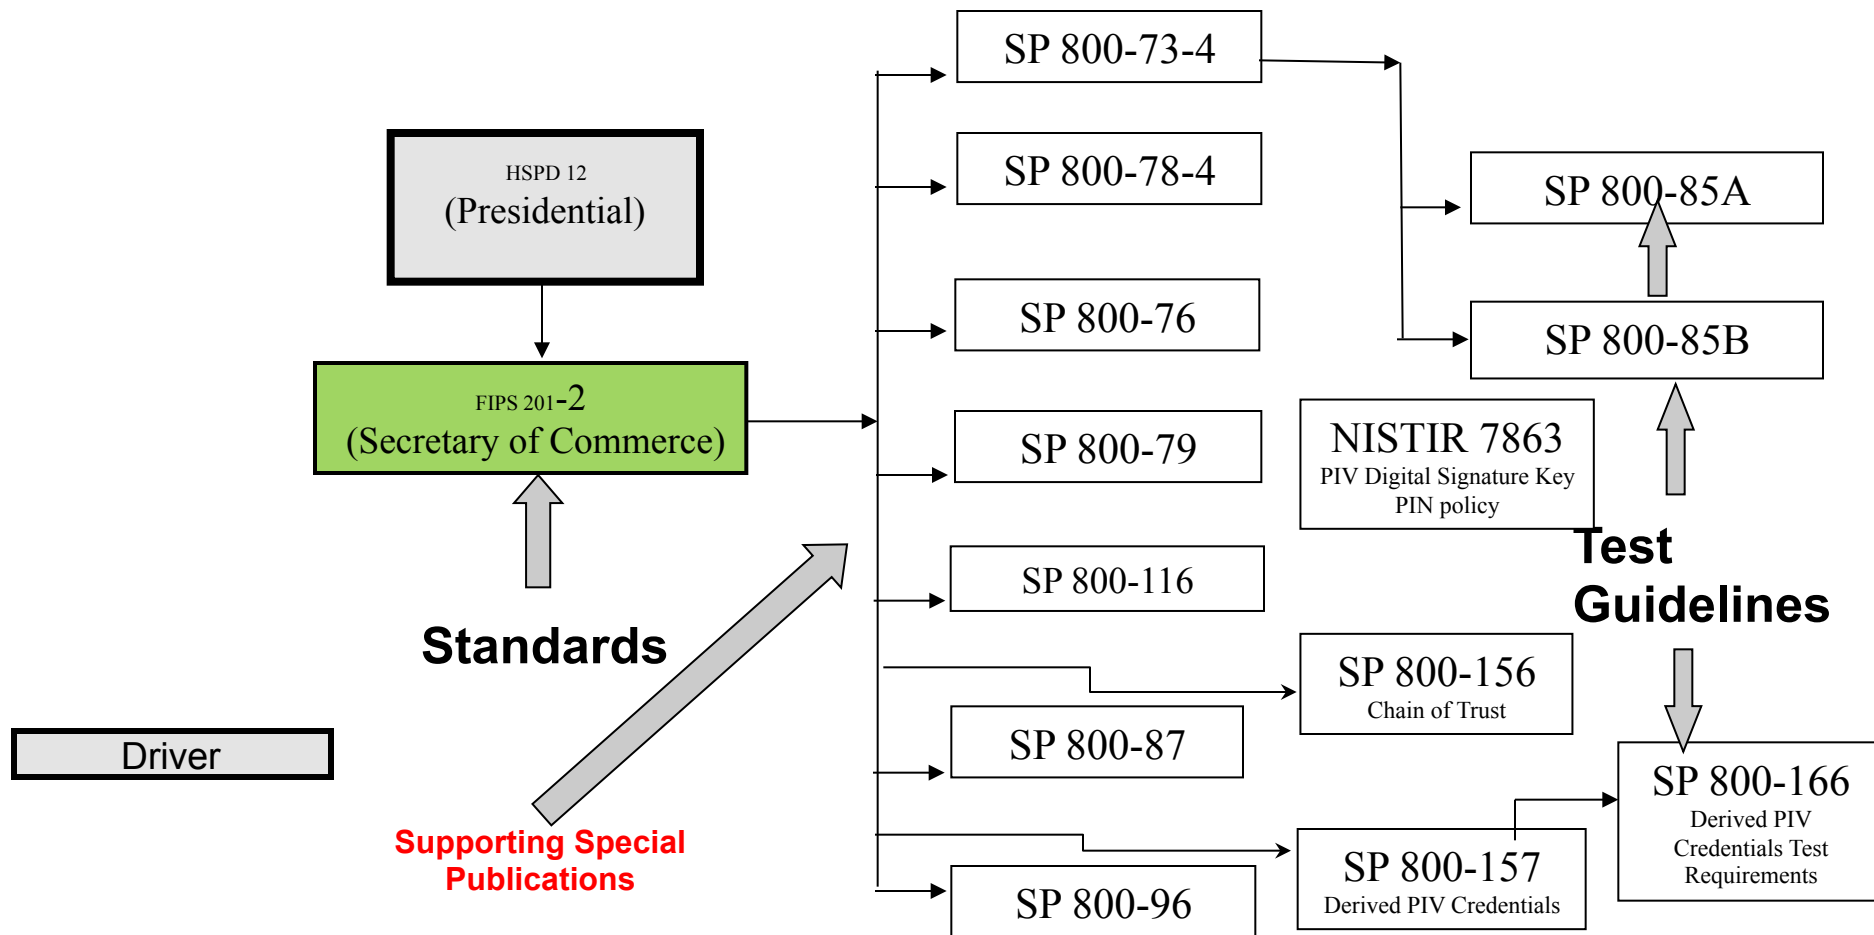 SP 800-73-4
HSPD 12
(Presidential)
SP 800-78-4
SP 800-85A
SP 800-76
SP 800-85B
FIPS 201-2
(Secretary of Commerce)
SP 800-79
NISTIR 7863
PIV Digital Signature Key
PIN policy
Test
Guidelines
SP 800-116
Standards
SP 800-156
Chain of Trust
SP 800-87
Driver
SP 800-166
Derived PIV
Credentials Test
Requirements
Supporting Special
Publications
SP 800-157
Derived PIV Credentials
SP 800-96